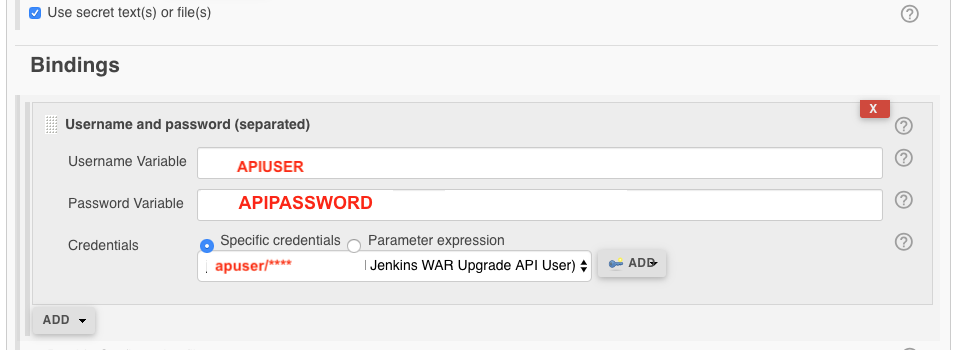 Use secret text(s) or file(s)
Bindings
X
Username and password (separated)
Username Variable APIUSER
Password Variable APIPASSWORD
Credentials Specific credentials Parameter expression
apuser/**** Jenkins WAR Upgrade API User) ADD
ADD